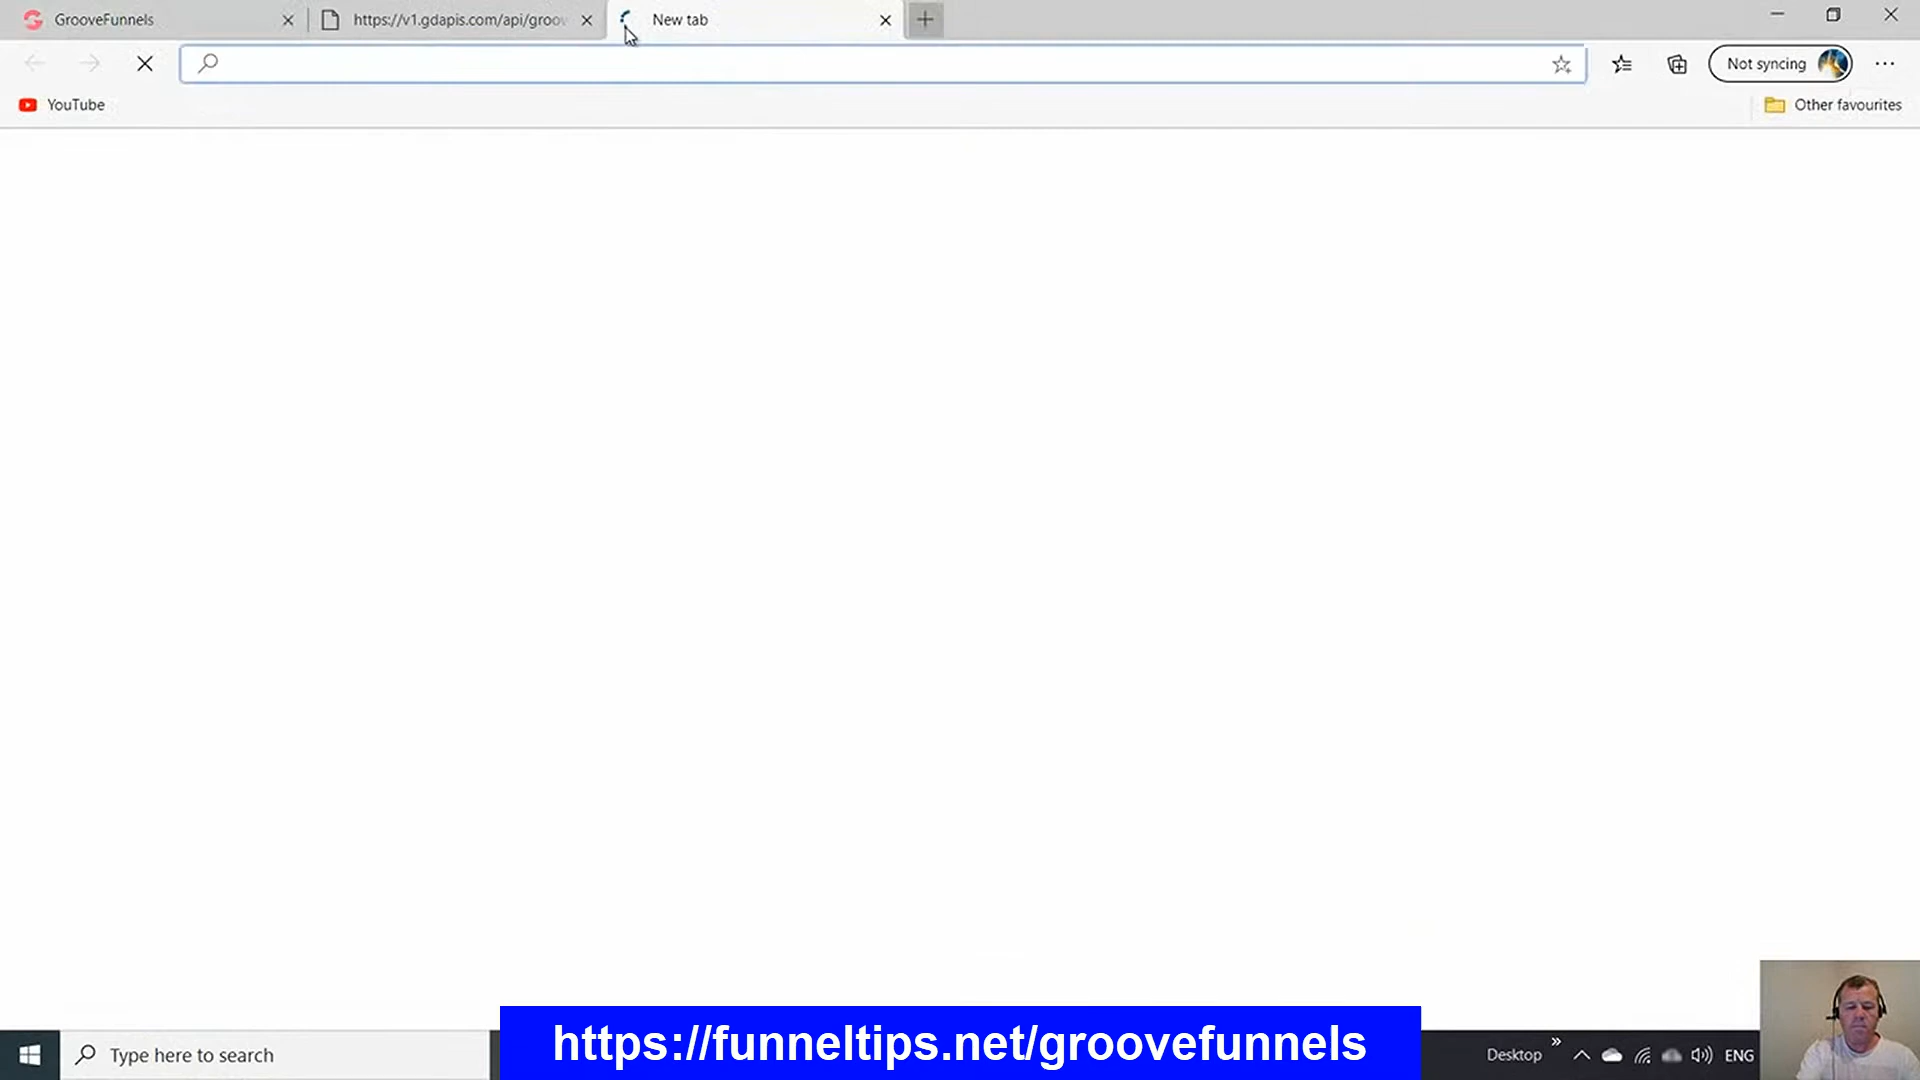 GrooveFunnels
https://v1.gdapis.com/api/groov
New tab
Not syncing
YouTube
Other favourites
Type here to search
https://funneltips.net/groovefunnels
Desktop
ENG